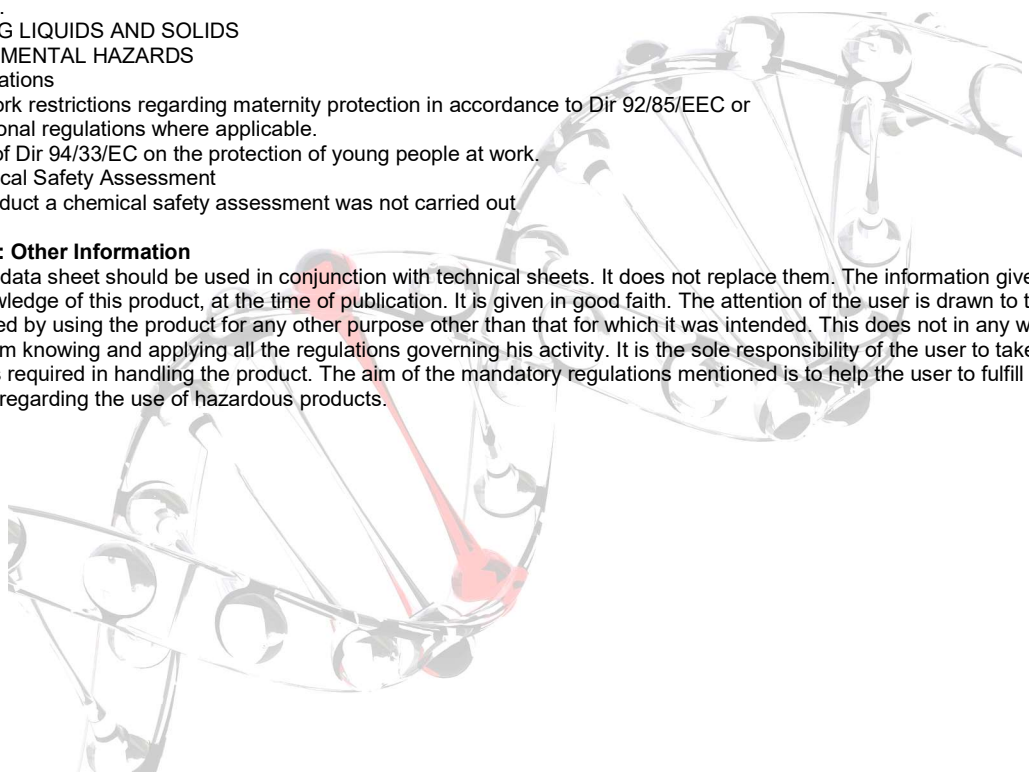 G LIQUIDS AND SOLIDS
MENTAL HAZARDS
ations
ork restrictions regarding maternity protection in accordance to Dir 92/85/EEC or
onal regulations where applicable.
of Dir 94/33/EC on the protection of young people at work.
cal Safety Assessment
duct a chemical safety assessment was not carried out
: Other Information
data sheet should be used in conjunction with technical sheets. It does not replace them. The information give
wledge of this product, at the time of publication. It is given in good faith. The attention of the user is drawn to t
ed by using the product for any other purpose other than that for which it was intended. This does not in any w
m knowing and applying all the regulations governing his activity. It is the sole responsibility of the user to take
s required in handling the product. The aim of the mandatory regulations mentioned is to help the user to fulfill
regarding the use of hazardous products.